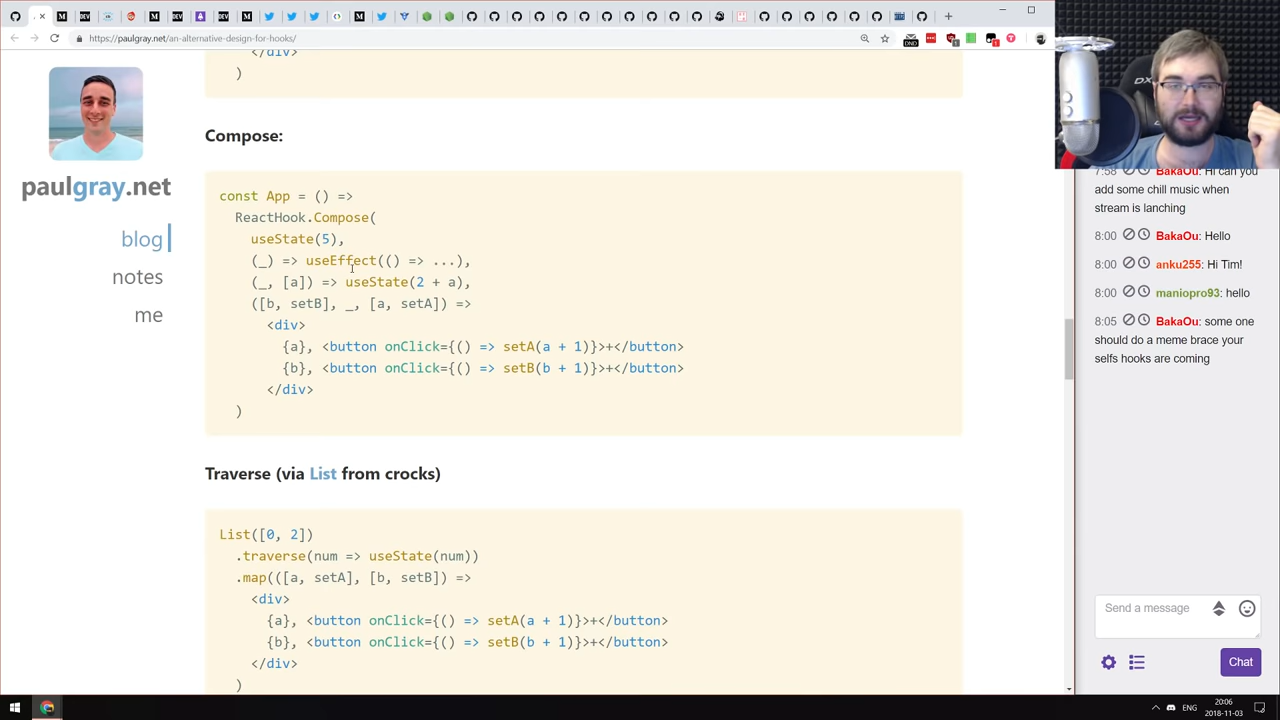 https://paulgray.net/an-alternative-design-for-hooks/
DND
paulgray.net
blog
notes
me
</div>
)
Compose:
const App = () =>
ReactHook.Compose(
useState(5),
(_) => useEffect(() => ...),
(_, [a]) => useState(2 + a),
([b, setB], _, [a, setA]) =>
<div>
{a}, <button onClick={() => setA(a + 1)}>+</button>
{b}, <button onClick={() => setB(b + 1)}>+</button>
</div>
)
Traverse (via List from crocks)
List([0, 2])
.traverse(num => useState(num))
.map(([a, setA], [b, setB]) =>
<div>
{a}, <button onClick={() => setA(a + 1)}>+</button>
{b}, <button onClick={() => setB(b + 1)}>+</button>
</div>
)
DX
7:58 BakaOu: Hi can you
add some chill music when
stream is lanching
8:00 BakaOu: Hello
8:00 anku255: Hi Tim!
8:00 maniopro93: hello
8:05 BakaOu: some one
should do a meme brace your
selfs hooks are coming
Send a message
Chat
ENG
20:06
2018-11-03